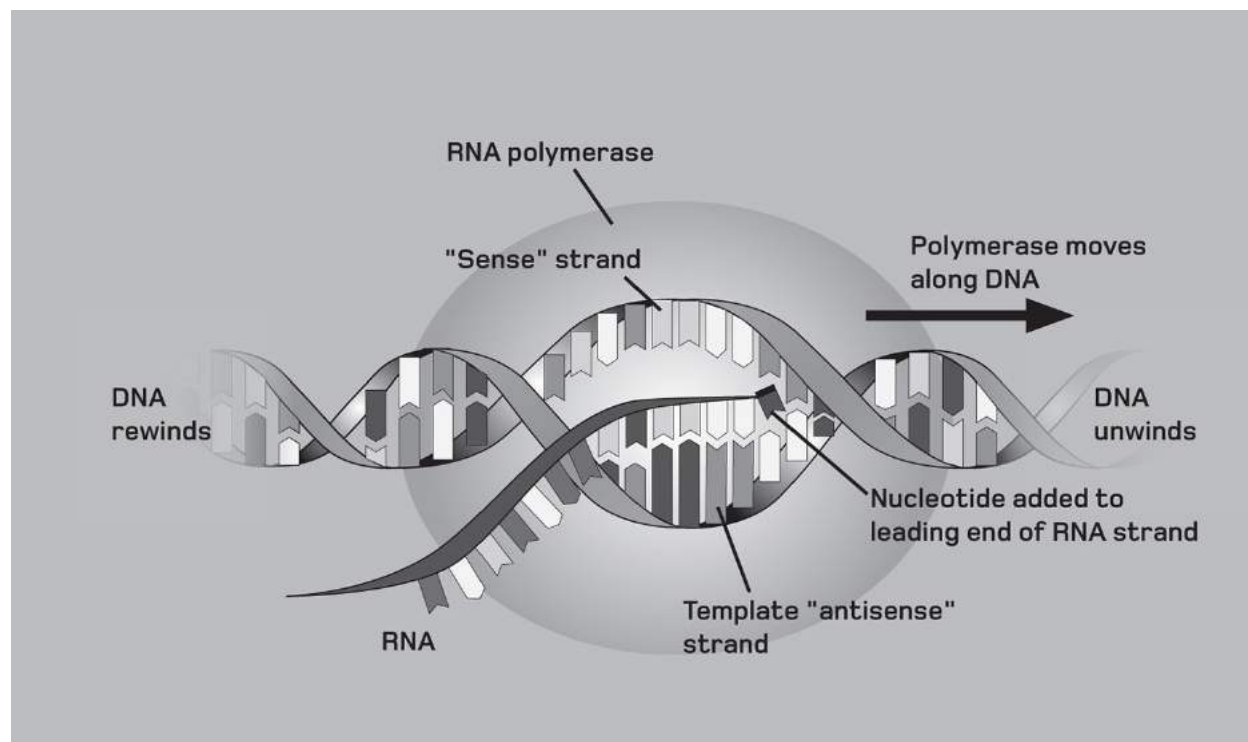 RNA polymerase
"Sense" strand
Polymerase moves
along DNA
DNA
rewinds
DNA
unwinds
Nucleotide added to
leading end of RNA strand
Template "antisense"
strand
RNA